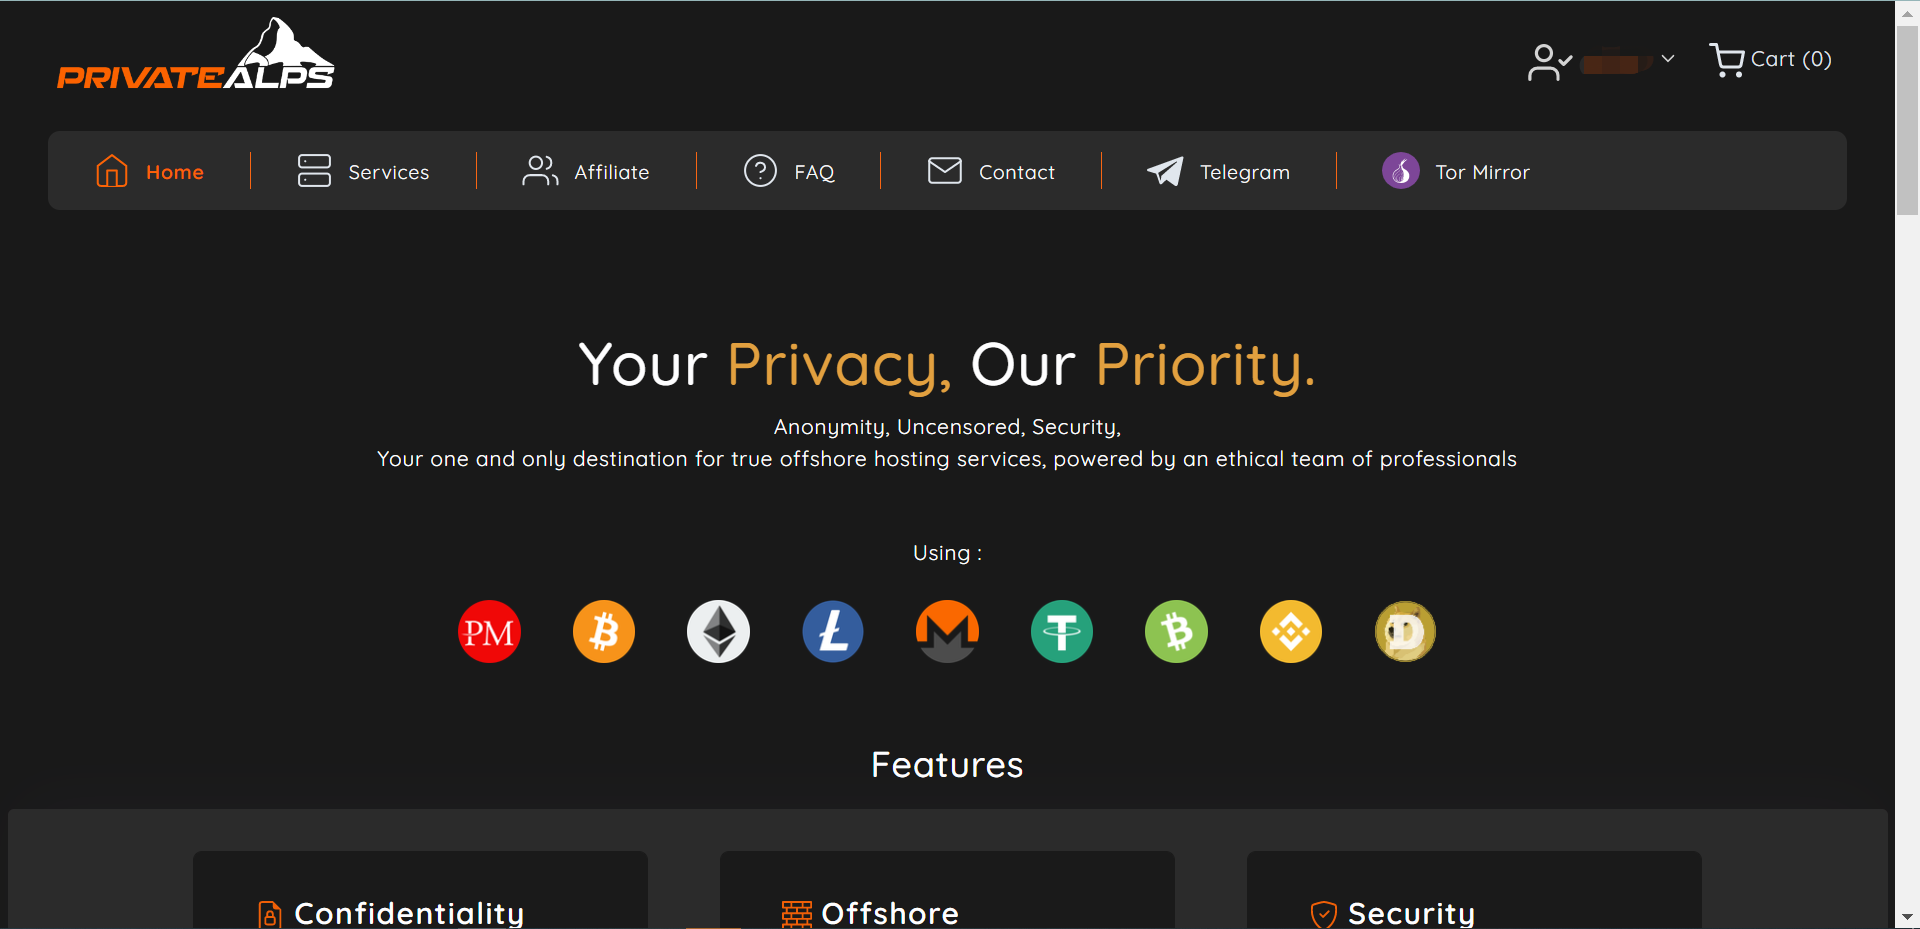 PRIVATEALPS
Cart (0)
Home
Services
Affiliate
FAQ
Contact
Telegram
Tor Mirror
Your Privacy, Our Priority.
Anonymity, Uncensored, Security,
Your one and only destination for true offshore hosting services, powered by an ethical team of professionals
Using :
PM
Features
Confidentiality
Offshore
Security